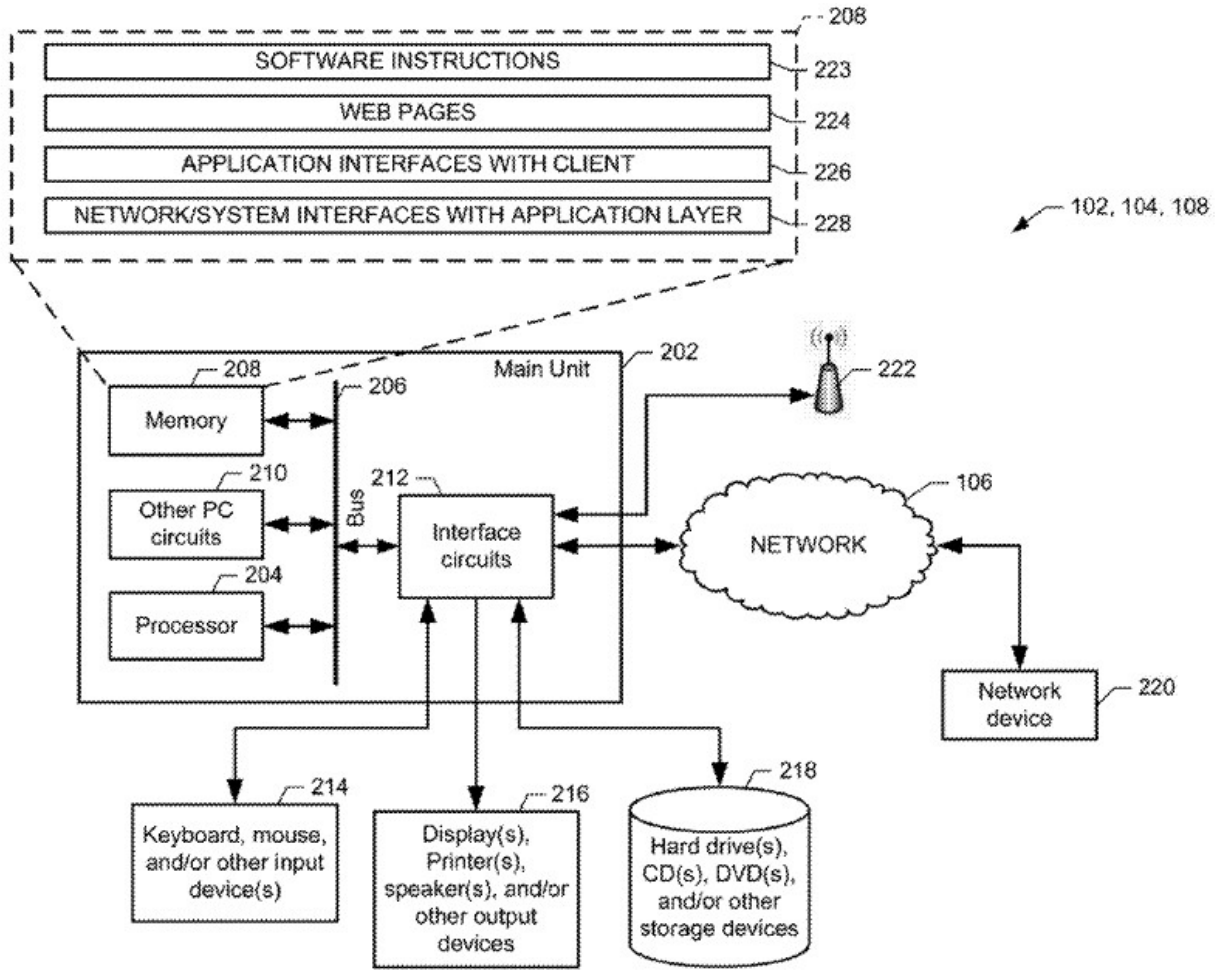 208
SOFTWARE INSTRUCTIONS
223
WEB PAGES
224
APPLICATION INTERFACES WITH CLIENT
226
NETWORK/SYSTEM INTERFACES WITH APPLICATION LAYER
228
102, 104, 108
Main Unit
202
208
Memory
206
222
210
Other PC
circuits
Bus
212
Interface
circuits
106
NETWORK
204
Processor
Network
device
220
214
Keyboard, mouse,
and/or other input
device(s)
216
Display(s),
Printer(s),
speaker(s), and/or
other output
devices
218
Hard drive(s),
CD(s), DVD(s),
and/or other
storage devices